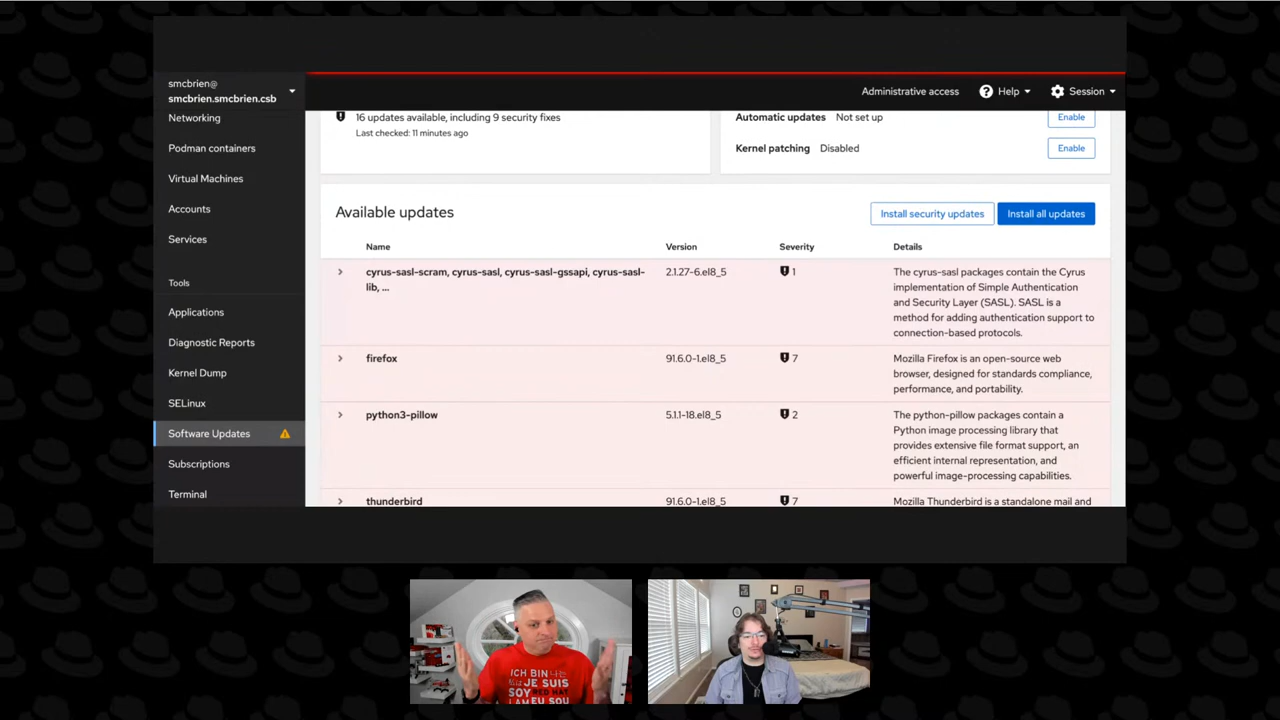 smcbrien@
smcbrien.smcbrien.csb
Administrative access
Help
Session
Networking
Podman containers
Virtual Machines
Accounts
Services
Tools
Applications
Diagnostic Reports
Kernel Dump
SELinux
Software Updates
Subscriptions
Terminal
16 updates available, including 9 security fixes
Last checked: 11 minutes ago
Automatic updates Not set up Enable
Kernel patching Disabled Enable
Available updates
Install security updates
Install all updates
Name Version Severity Details
cyrus-sasl-scram, cyrus-sasl, cyrus-sasl-gssapi, cyrus-sasl-
lib, ...
2.1.27-6.el8_5
1
The cyrus-sasl packages contain the Cyrus
implementation of Simple Authentication
and Security Layer (SASL). SASL is a
method for adding authentication support to
connection-based protocols.
firefox
91.6.0-1.el8_5
7
Mozilla Firefox is an open-source web
browser, designed for standards compliance,
performance, and portability.
python3-pillow
5.1.1-18.el8_5
2
The python-pillow packages contain a
Python image processing library that
provides extensive file format support, an
efficient internal representation, and
powerful image-processing capabilities.
thunderbird
91.6.0-1.el8_5
7
Mozilla Thunderbird is a standalone mail and
ICH BIN
JE SUIS
SOY RED HAT
I AM EU SOU